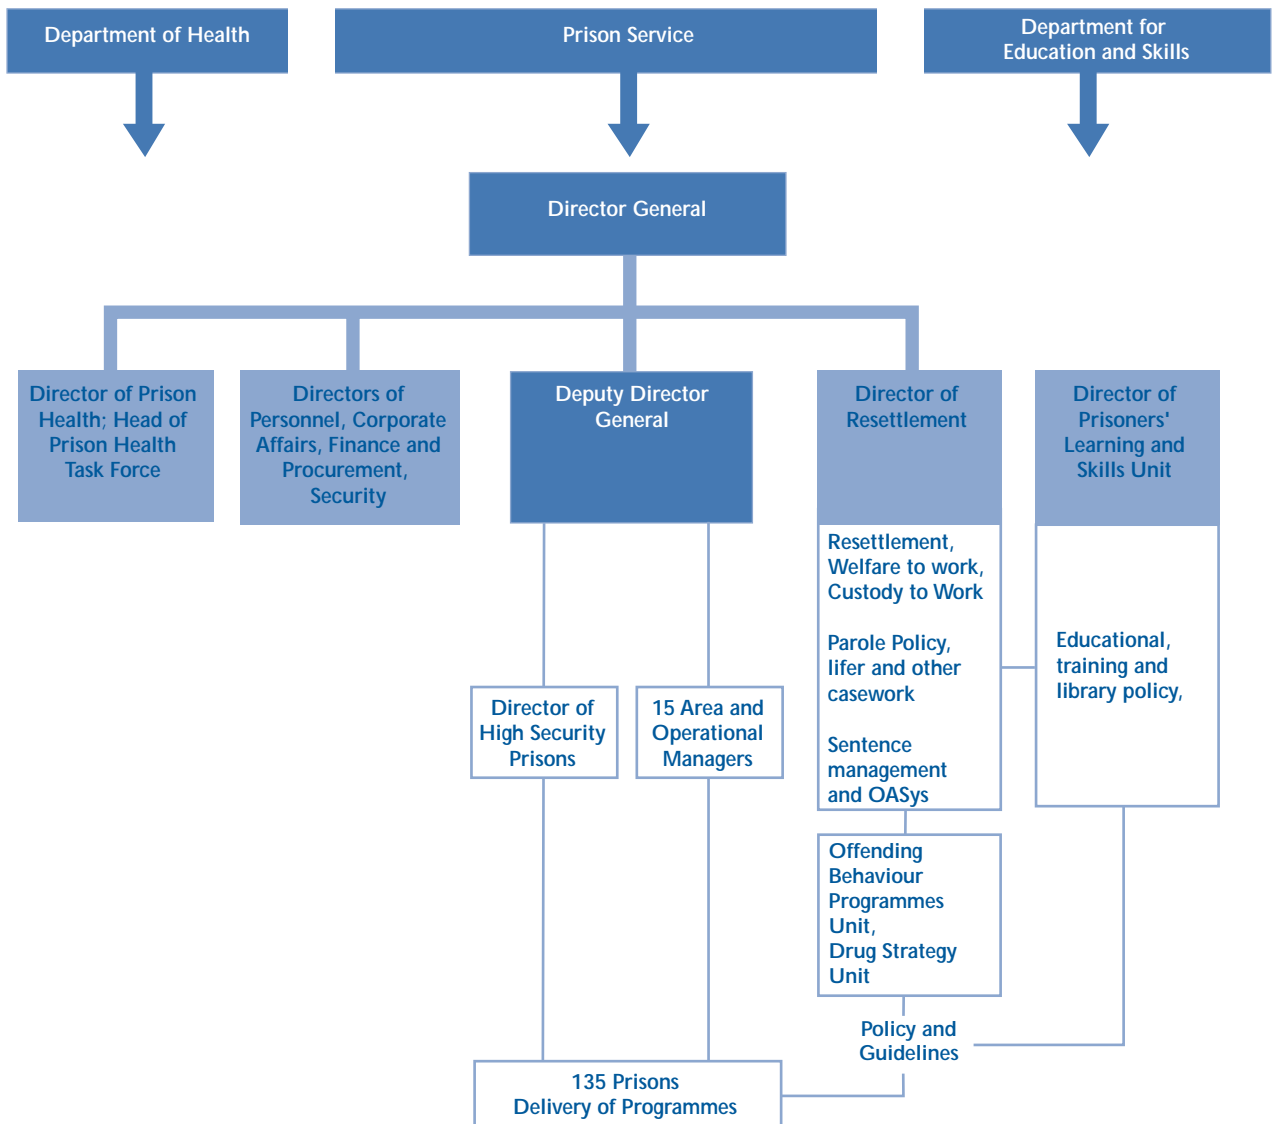 Department of Health
Prison Service
Department for
Education and Skills
Director General
Director of Prison
Health; Head of
Prison Health
Task Force
Directors of
Personnel, Corporate
Affairs, Finance and
Procurement,
Security
Deputy Director
General
Director of
Resettlement
Director of
Prisoners'
Learning and
Skills Unit
Resettlement,
Welfare to work,
Custody to Work
Parole Policy,
lifer and other
casework
Sentence
management
and OASys
Educational,
training and
library policy,
Director of
High Security
Prisons
15 Area and
Operational
Managers
Offending
Behaviour
Programmes
Unit,
Drug Strategy
Unit
Policy and
Guidelines
135 Prisons
Delivery of Programmes